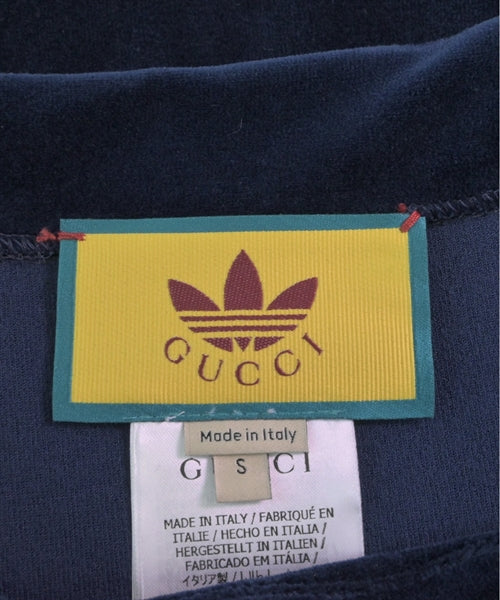 GUCCI
Made in Italy
G CI
S
MADE IN ITALY / FABRIQUÉ EN
ITALIE / HECHO EN ITALIA /
HERGESTELLT IN ITALIEN /
FABRICADO EM ITÁLIA /
イタリア製 /